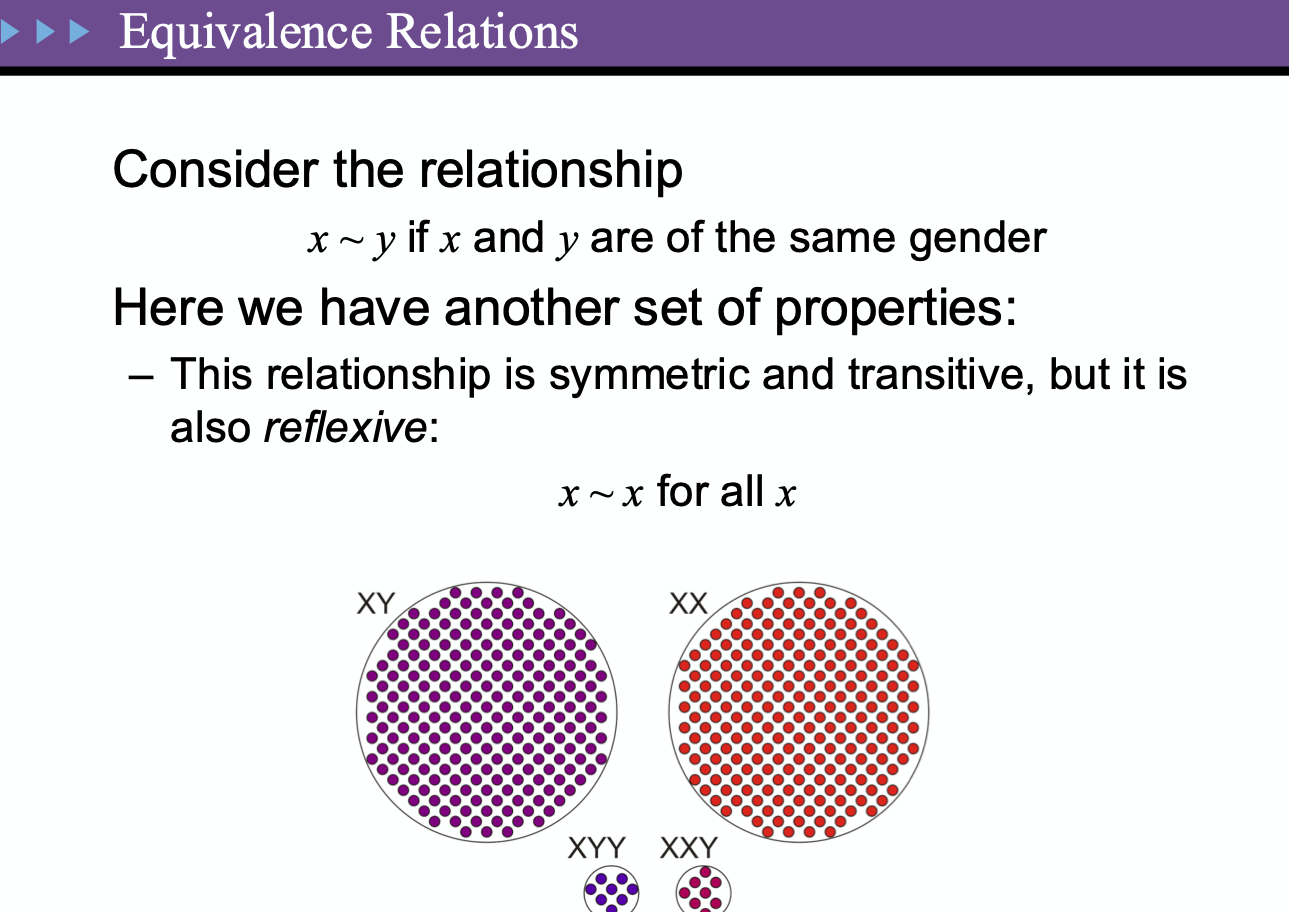 Equivalence Relations
Consider the relationship
x ~ y if x and y are of the same gender
Here we have another set of properties:
– This relationship is symmetric and transitive, but it is
also reflexive:
x ~ x for all x
XY
XX
XYY
XXY